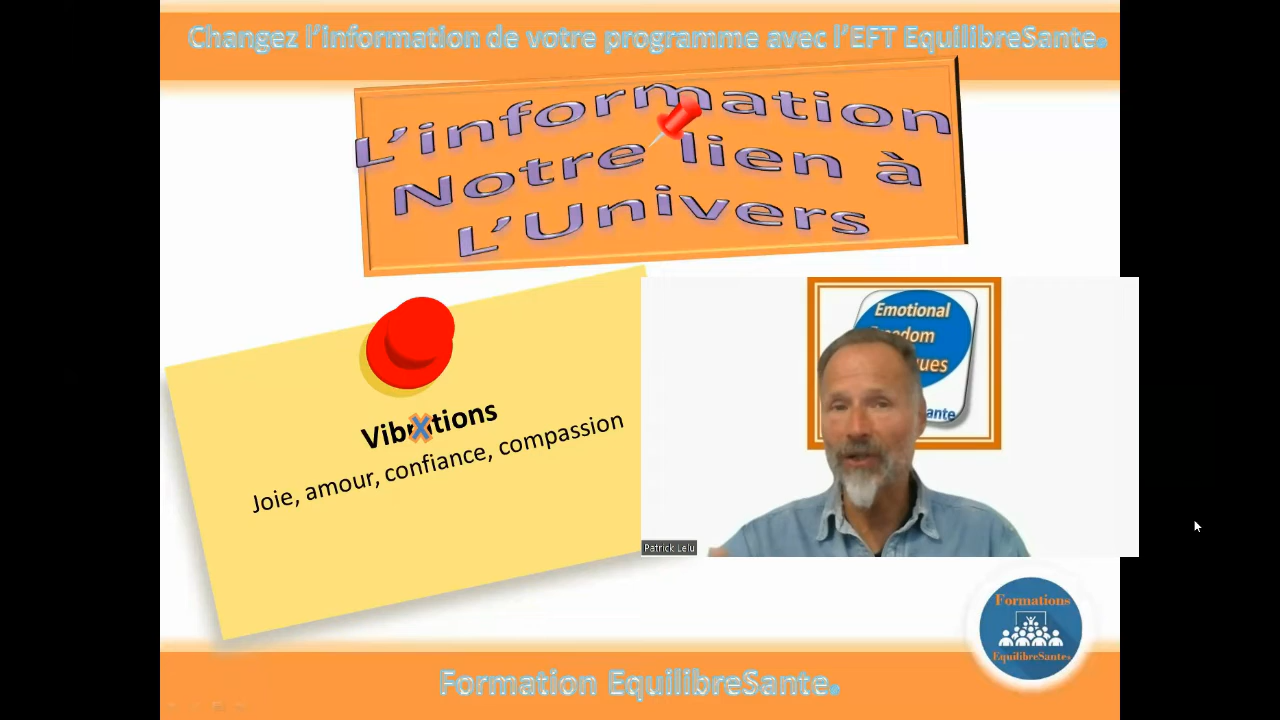 Changez l'information de votre programme avec l'EFT EquilibreSante.
L'information
Notre lien à
L'Univers
Emotional
Vibrations
Joie, amour, confiance, compassion
Patrick Lelu
Formations
EquilibreSante.
Formation EquilibreSante.